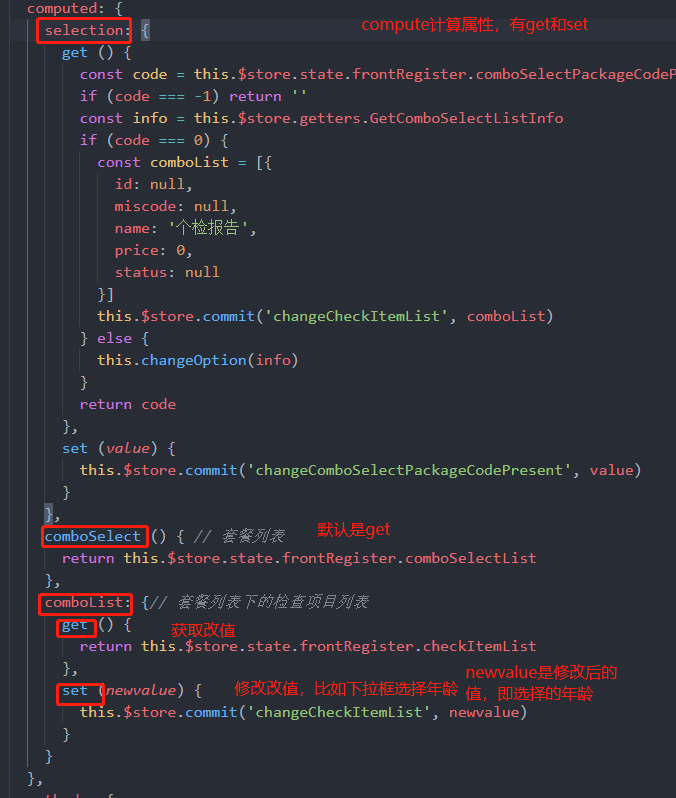 computed: {
selection: {
compute计算属性，有get和set
get () {
const code = this.$store.state.frontRegister.comboSelectPackageCodeP
if (code === -1) return ''
const info = this.$store.getters.GetComboSelectListInfo
if (code === 0) {
const comboList = [{
id: null,
miscode: null,
name: '个检报告',
price: 0,
status: null
}]
this.$store.commit('changeCheckItemList', comboList)
} else {
this.changeOption(info)
}
return code
},
set (value) {
this.$store.commit('changeComboSelectPackageCodePresent', value)
}
},
comboSelect () { // 套餐列表
默认是get
return this.$store.state.frontRegister.comboSelectList
},
comboList: {// 套餐列表下的检查项目列表
get () {
获取改值
return this.$store.state.frontRegister.checkItemList
},
set (newvalue) {
修改改值，比如下拉框选择年龄
newvalue是修改后的
值，即选择的年龄
this.$store.commit('changeCheckItemList', newvalue)
}
}
},